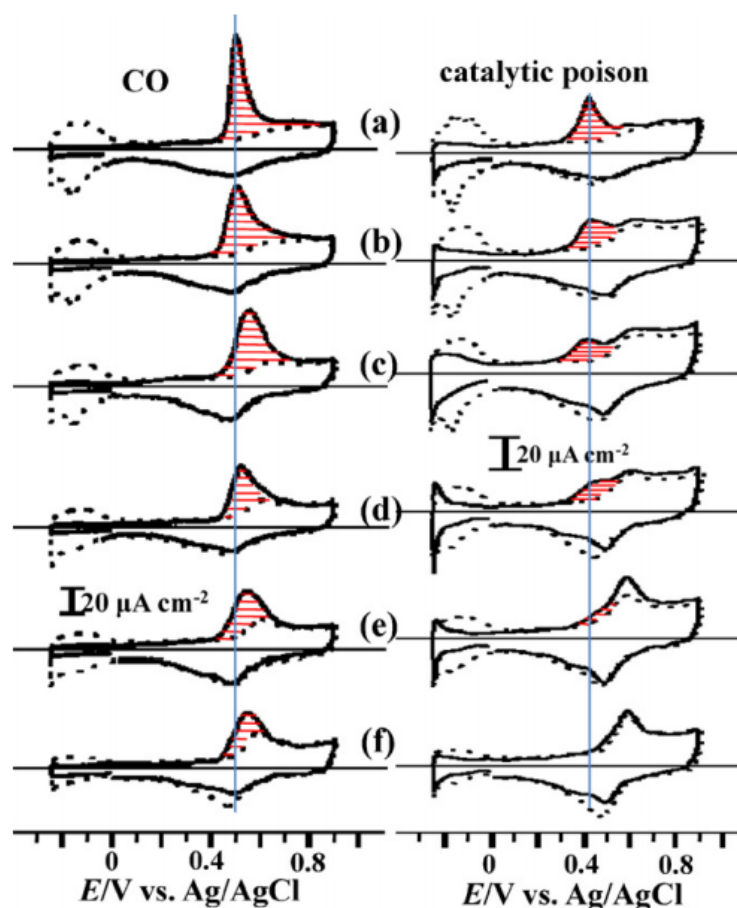 CO
catalytic poison
(a)
(b)
(c)
20 μA cm-2
(d)
20 μA cm-2
(e)
(f)
0 0.4 0.8
0 0.4 0.8
E/V vs. Ag/AgCl
E/V vs. Ag/AgCl